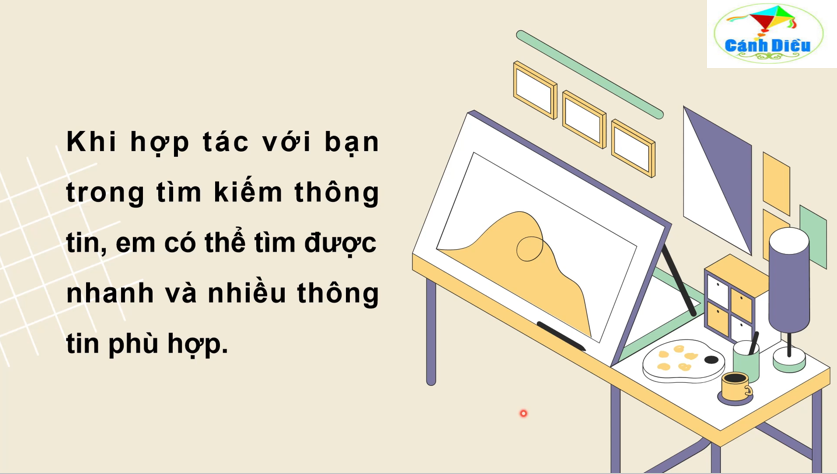 Cánh Diều
Khi hợp tác với bạn
trong tìm kiếm thông
tin, em có thể tìm được
nhanh và nhiều thông
tin phù hợp.